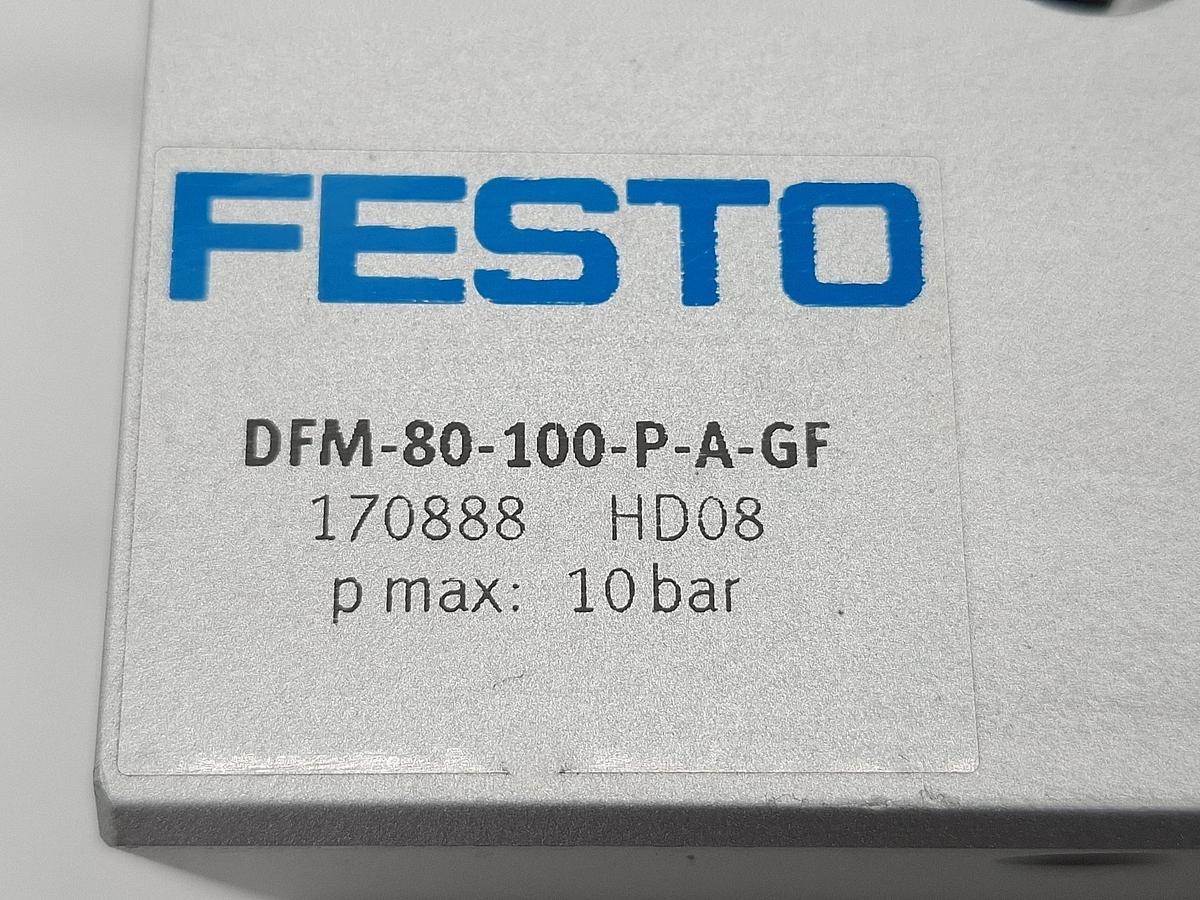 FESTO
DFM-80-100-P-A-GF
170888 HD08
p max: 10 bar